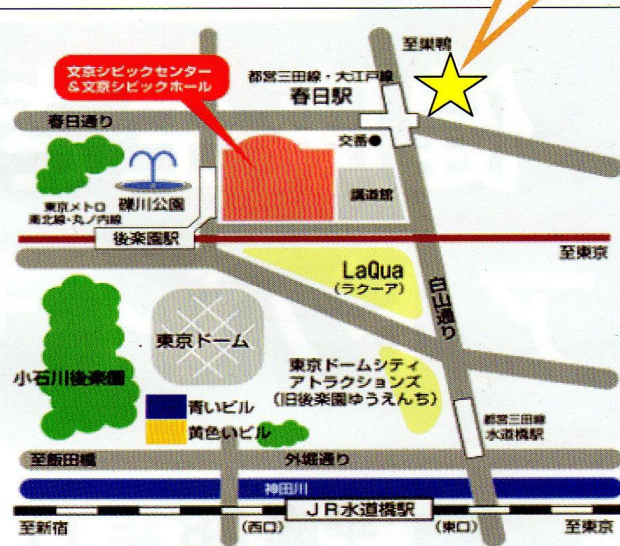 至巣鴨
文京シビックセンター
&文京シビックホール
都営三田線・大江戸線
春日駅
春日通り
交番●
東京メトロ
南北線・丸ノ内線
礫川公園
講道館
後楽園駅
至東京
LaQua
(ラクーア)
白山通り
東京ドーム
小石川後楽園
東京ドームシティ
アトラクションズ
(旧後楽園ゆうえんち)
青いビル
黄色いビル
都営三田線
水道橋駅
至飯田橋
外堀通り
神田川
JR水道橋駅
至新宿
(西口)
(東口)
至東京